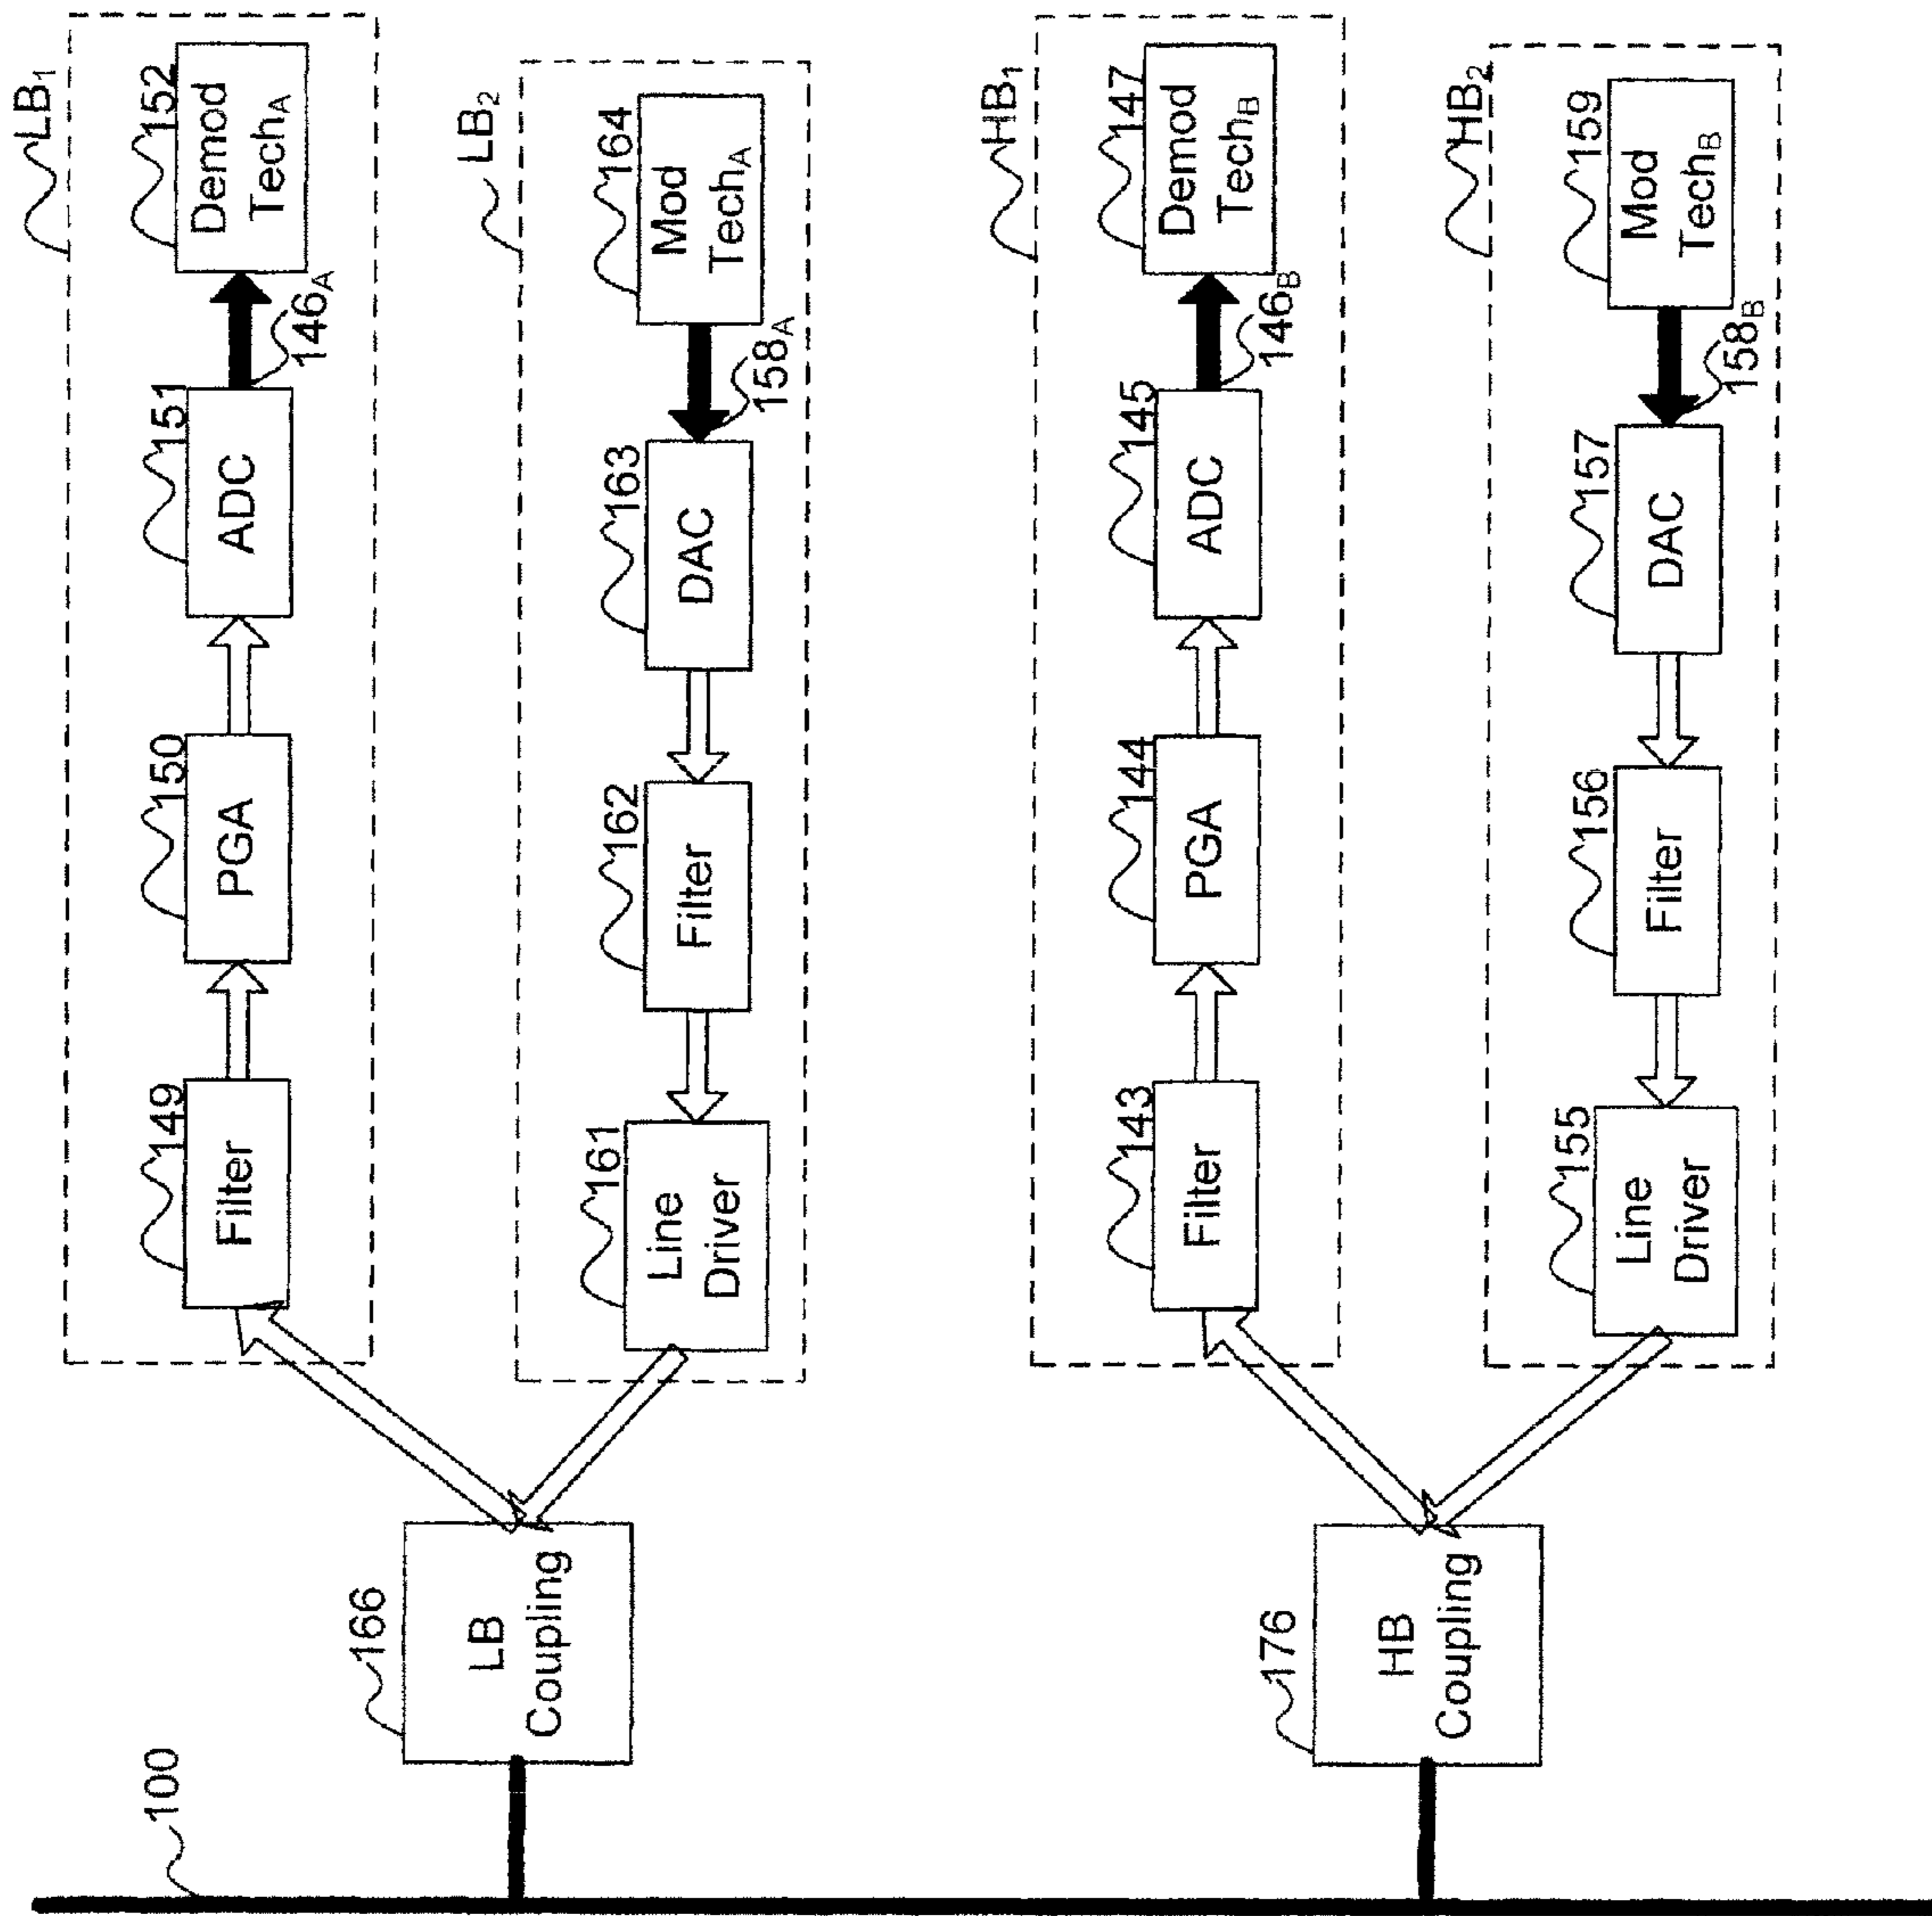 LB₁
149
Filter
150
PGA
151
ADC
146A
152
Demod
TechA
LB₂
161
Line
Driver
162
Filter
163
DAC
158A
164
Mod
TechA
166
LB
Coupling
100
HB₁
143
Filter
144
PGA
145
ADC
146B
147
Demod
TechB
HB₂
155
Line
Driver
156
Filter
157
DAC
158B
159
Mod
TechB
176
HB
Coupling